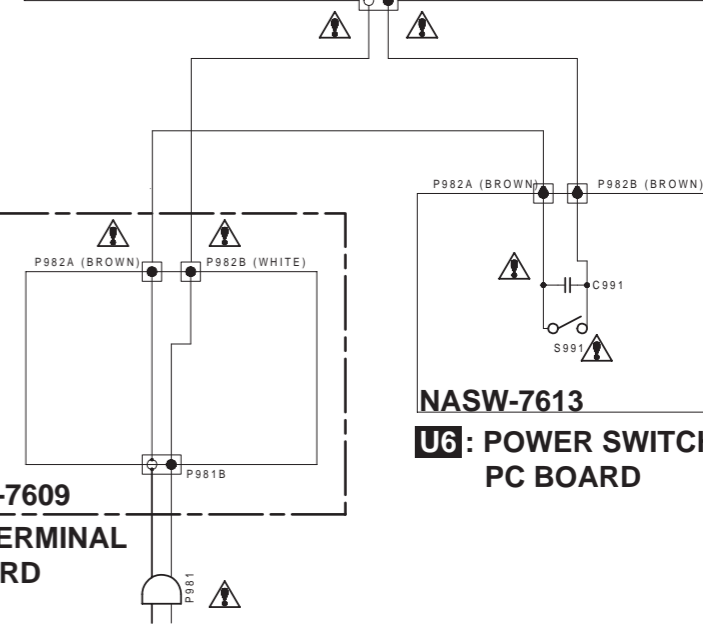 P982A (BROWN)
P982B (BROWN)
P982A (BROWN)
P982B (WHITE)
C991
S991
NASW-7613
U6 : POWER SWITCH
PC BOARD
P981B
-7609
ERMINAL
RD
P981